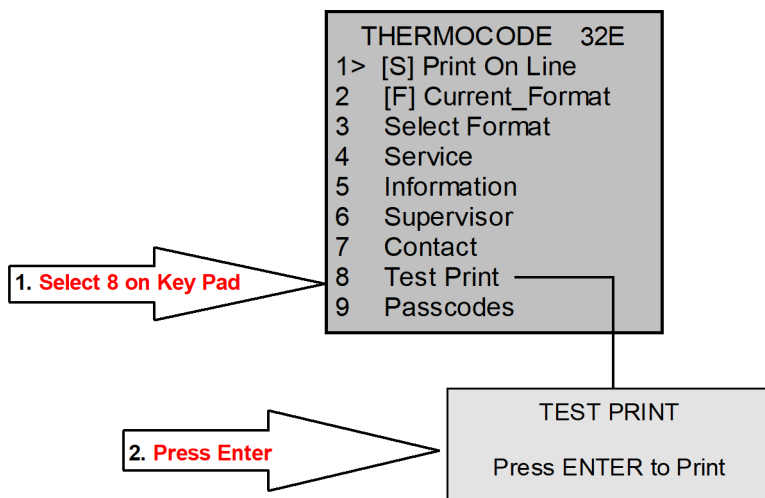 THERMOCODE 32E
1> [S] Print On Line
2 [F] Current_Format
3 Select Format
4 Service
5 Information
6 Supervisor
7 Contact
8 Test Print
9 Passcodes
1. Select 8 on Key Pad
TEST PRINT
Press ENTER to Print
2. Press Enter